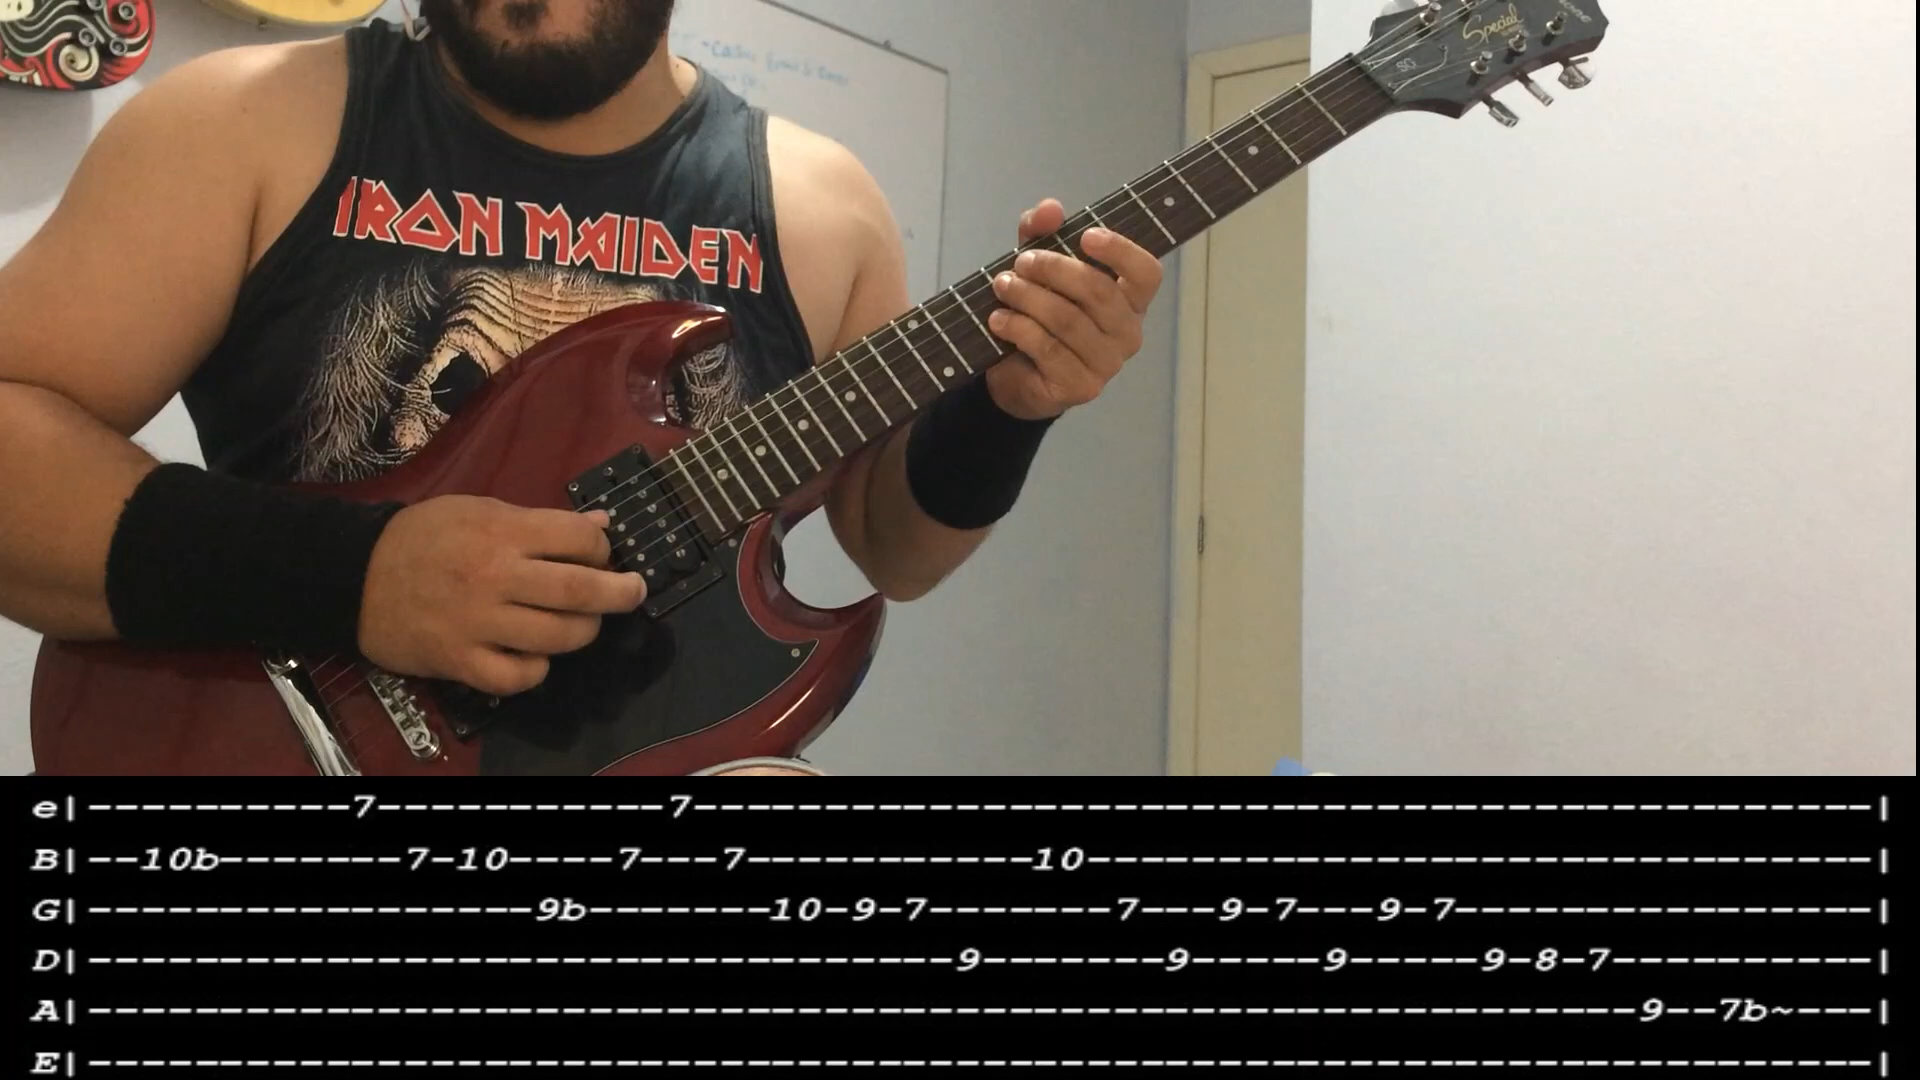 Special
SG
IRON MAIDEN
e|----------7-----------7---------------------------------------------|
B|--10b-------7-10----7---7-----------10------------------------------|
G|-----------------9b-------10-9-7-------7---9-7---9-7----------------|
D|---------------------------------9-------9-----9-----9-8-7----------|
A|-----------------------------------------------------------9--7b~---|
E|--------------------------------------------------------------------|